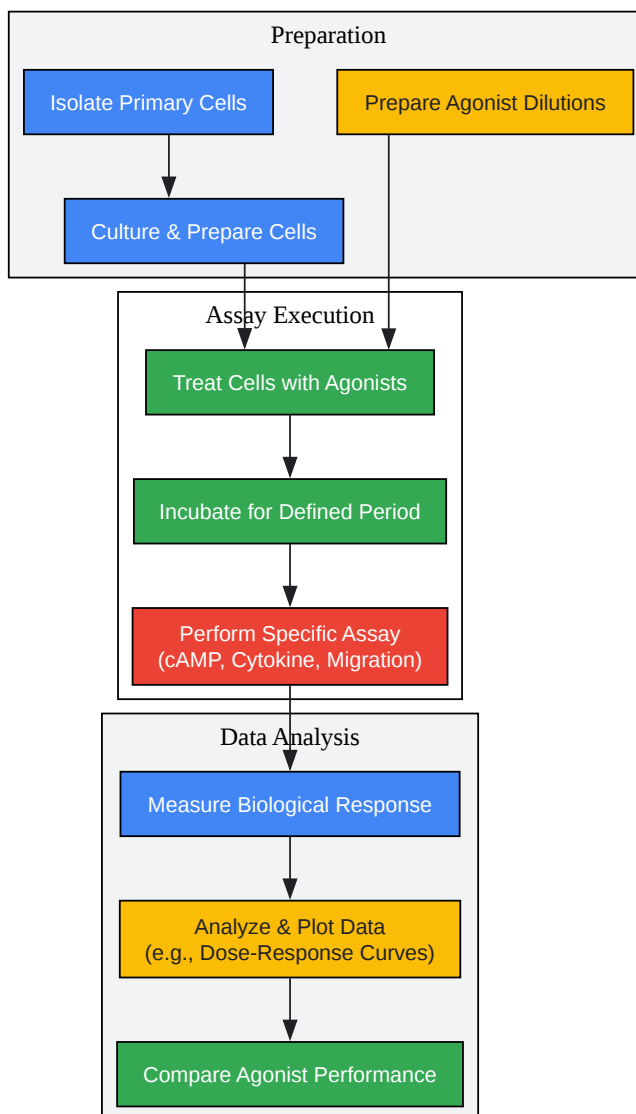 Preparation
Isolate Primary Cells
Prepare Agonist Dilutions
Culture & Prepare Cells
Assay Execution
Treat Cells with Agonists
Incubate for Defined Period
Perform Specific Assay
(cAMP, Cytokine, Migration)
Data Analysis
Measure Biological Response
Analyze & Plot Data
(e.g., Dose-Response Curves)
Compare Agonist Performance